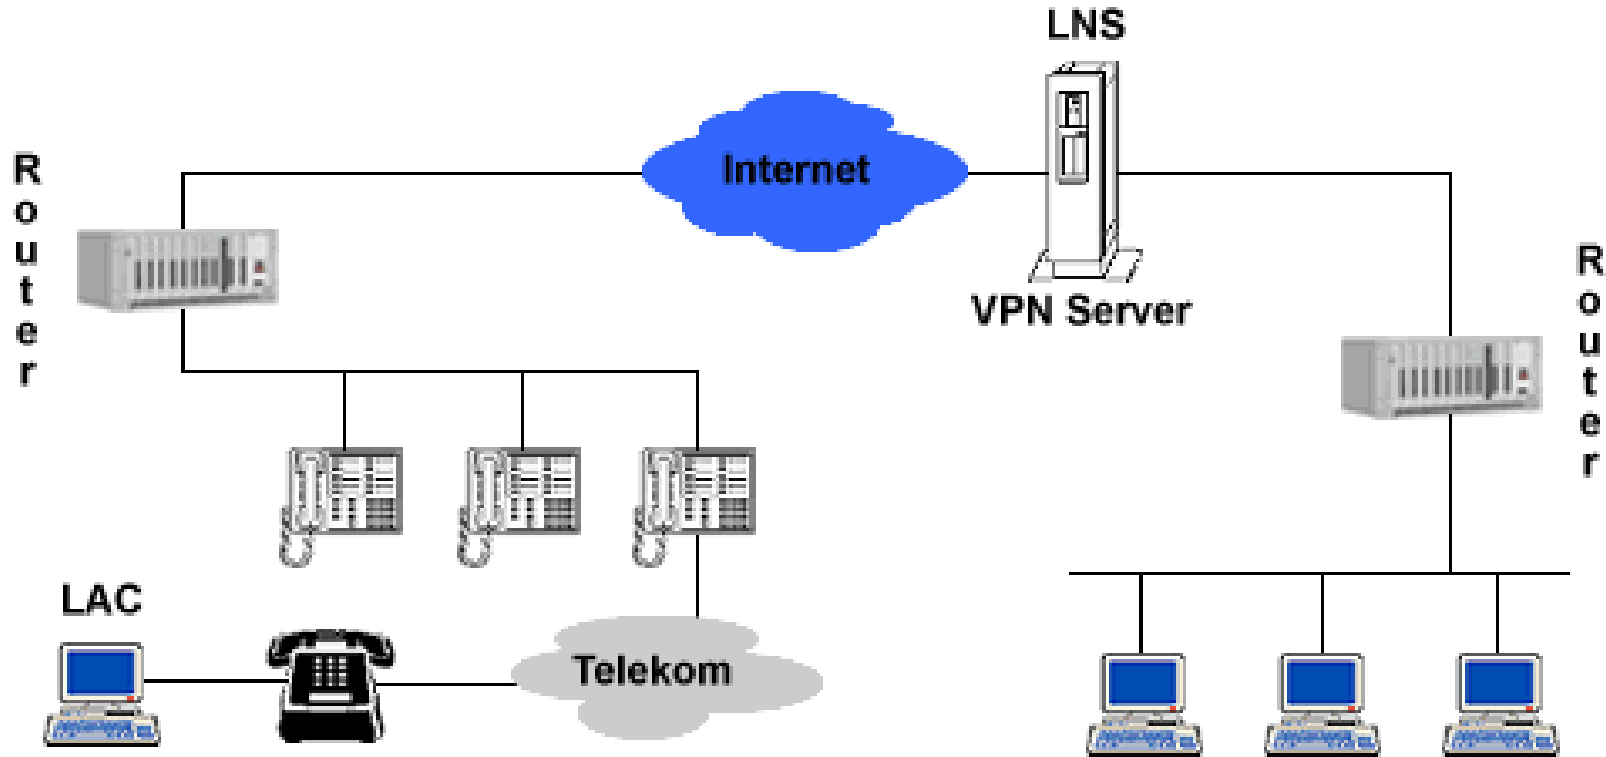 LNS
Internet
Router
VPN Server
Router
LAC
Telekom